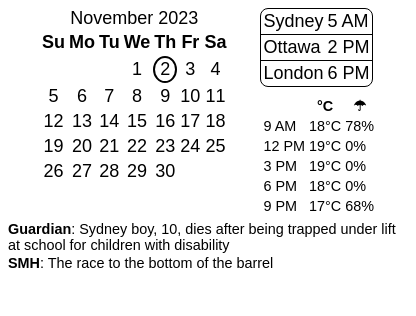 November 2023
Su Mo Tu We Th Fr Sa
1 2 3 4
5 6 7 8 9 10 11
12 13 14 15 16 17 18
19 20 21 22 23 24 25
26 27 28 29 30
Sydney 5 AM
Ottawa 2 PM
London 6 PM
°C ☂
9 AM 18°C 78%
12 PM 19°C 0%
3 PM 19°C 0%
6 PM 18°C 0%
9 PM 17°C 68%
Guardian: Sydney boy, 10, dies after being trapped under lift
at school for children with disability
SMH: The race to the bottom of the barrel